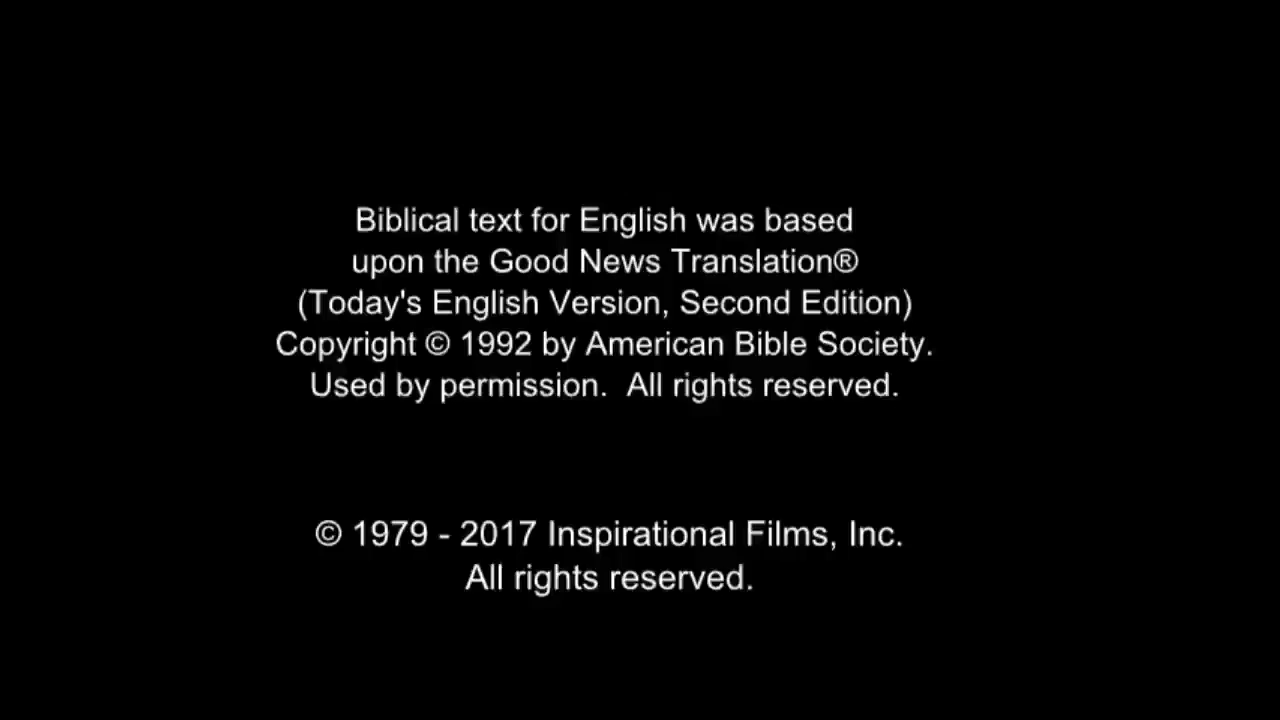 Biblical text for English was based
upon the Good News Translation®
(Today's English Version, Second Edition)
Copyright © 1992 by American Bible Society.
Used by permission.  All rights reserved.
© 1979 - 2017 Inspirational Films, Inc.
All rights reserved.